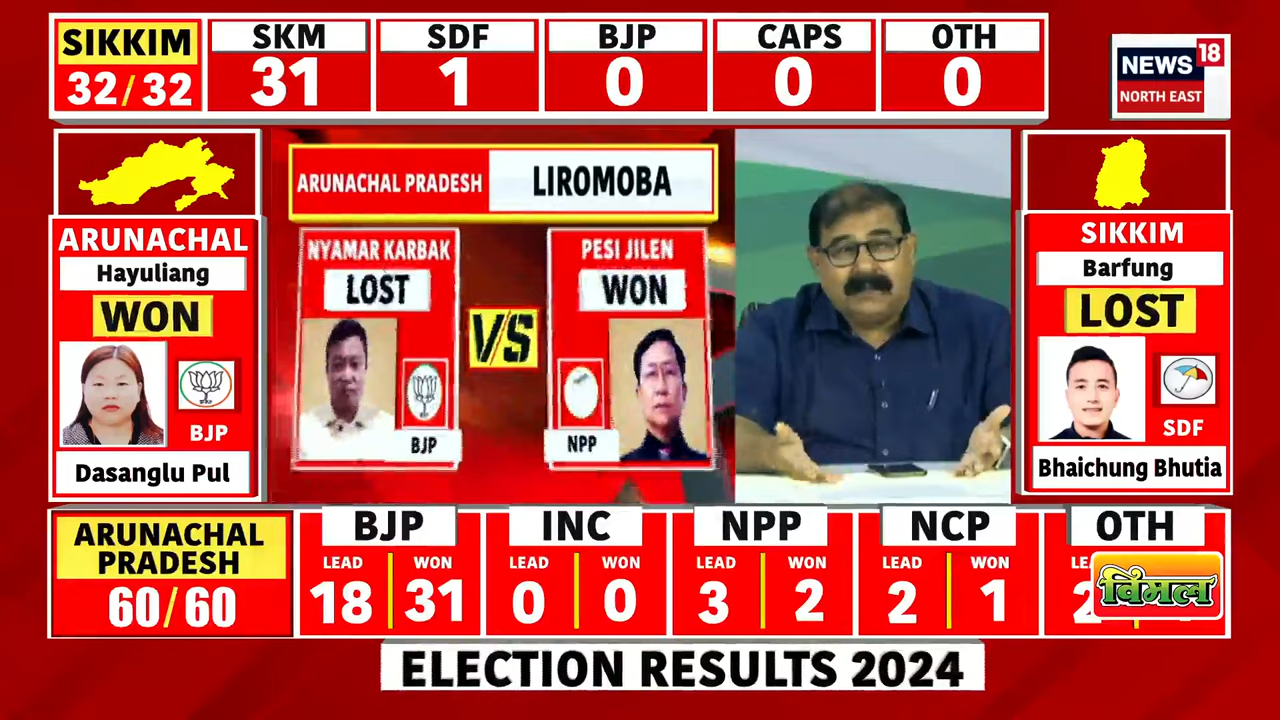 SIKKIM
32/32
SKM
31
SDF
1
BJP
0
CAPS
0
OTH
0
NEWS 18
NORTH EAST
ARUNACHAL
Hayuliang
WON
BJP
Dasanglu Pul
ARUNACHAL PRADESH
LIROMOBA
NYAMAR KARBAK
LOST
BJP
VS
PESI JILEN
WON
NPP
SIKKIM
Barfung
LOST
SDF
Bhaichung Bhutia
ARUNACHAL
PRADESH
60/60
BJP
LEAD WON
18 31
INC
LEAD WON
0 0
NPP
LEAD WON
3 2
NCP
LEAD WON
2 1
OTH
2
विमल
ELECTION RESULTS 2024